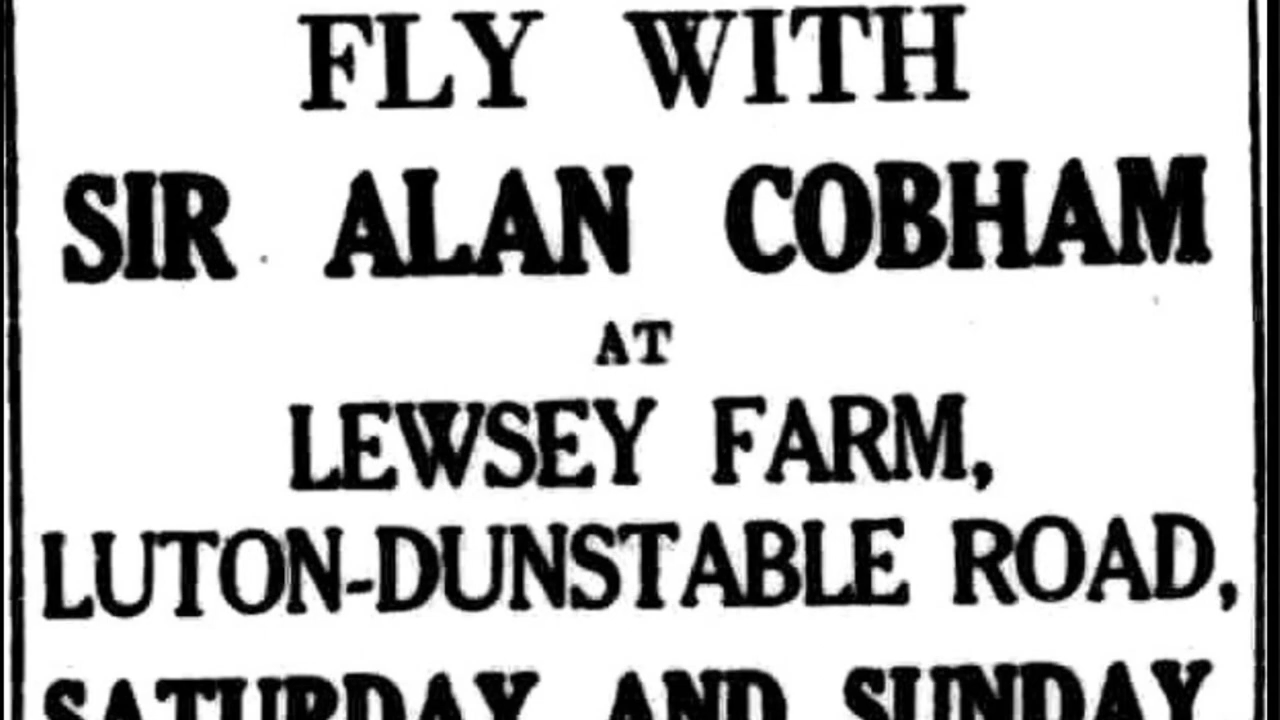 FLY WITH
SIR ALAN COBHAM
AT
LEWSEY FARM,
LUTON-DUNSTABLE ROAD,
SATURDAY AND SUNDAY